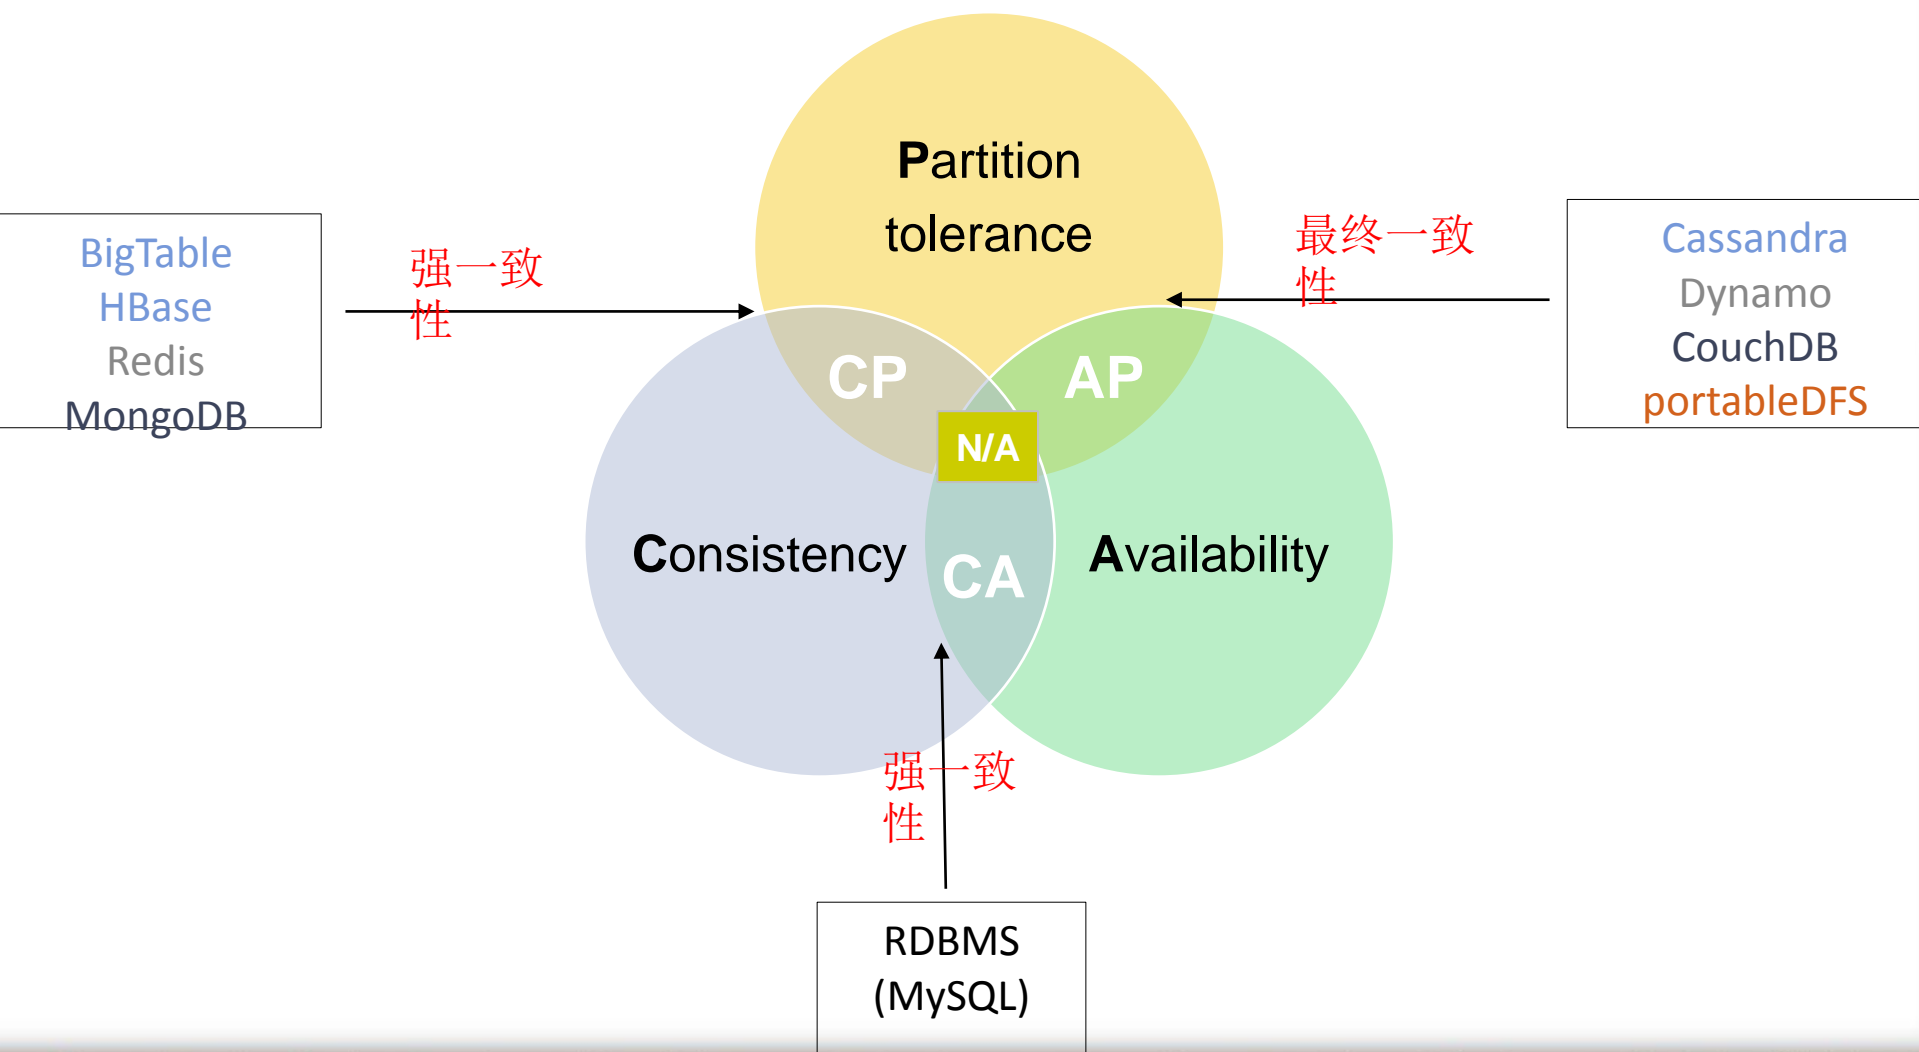 Partition
tolerance
BigTable
HBase
Redis
MongoDB
强一致
性
最终一致
性
Cassandra
Dynamo
CouchDB
portableDFS
CP
AP
N/A
Consistency
CA
Availability
强一致
性
RDBMS
(MySQL)